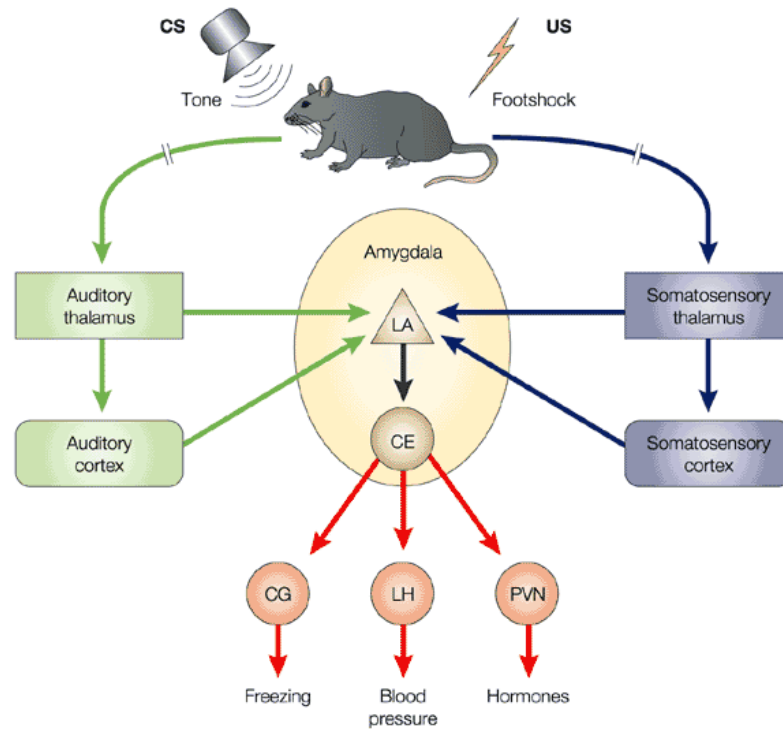 CS
US
Tone
Footshock
Amygdala
Auditory
thalamus
LA
Somatosensory
thalamus
Auditory
cortex
CE
Somatosensory
cortex
CG
LH
PVN
Freezing
Blood
pressure
Hormones